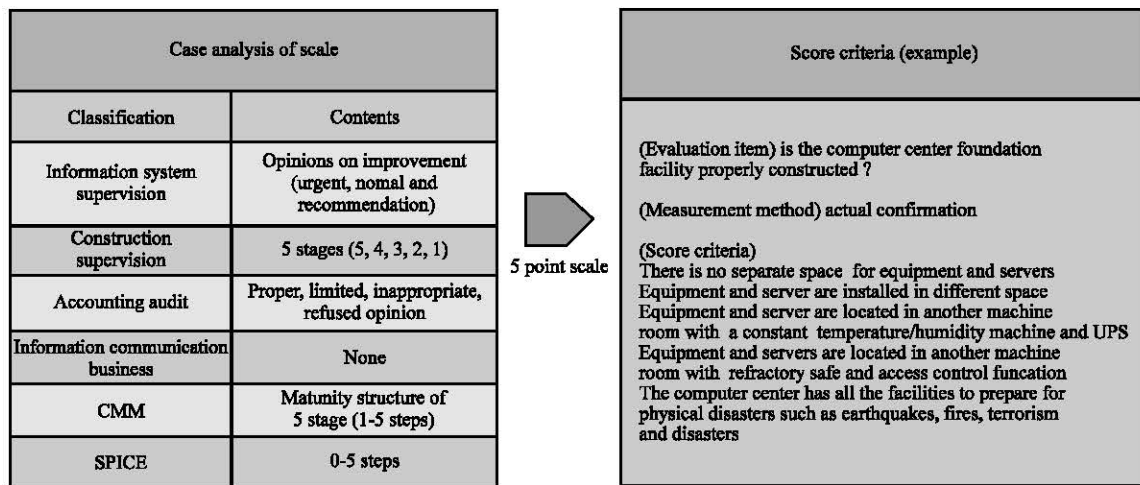 Case analysis of scale
Classification
Contents
Information system
supervision
Opinions on improvement
(urgent, nomal and
recommendation)
Construction
supervision
5 stages (5, 4, 3, 2, 1)
Accounting audit
Proper, limited, inappropriate,
refused opinion
Information communication
business
None
CMM
Matunity structure of
5 stage (1-5 steps)
SPICE
0-5 steps
5 point scale
Score criteria (example)
(Evaluation item) is the computer center foundation
facility properly constructed ?
(Measurement method) actual confirmation
(Score criteria)
There is no separate space for equipment and servers
Equipment and server are installed in different space
Equipment and server are located in another machine
room with a constant temperature/humidity machine and UPS
Equipment and servers are located in another machine
room with refractory safe and access control funcation
The computer center has all the facilities to prepare for
physical disasters such as earthquakes, fires, terrorism
and disasters